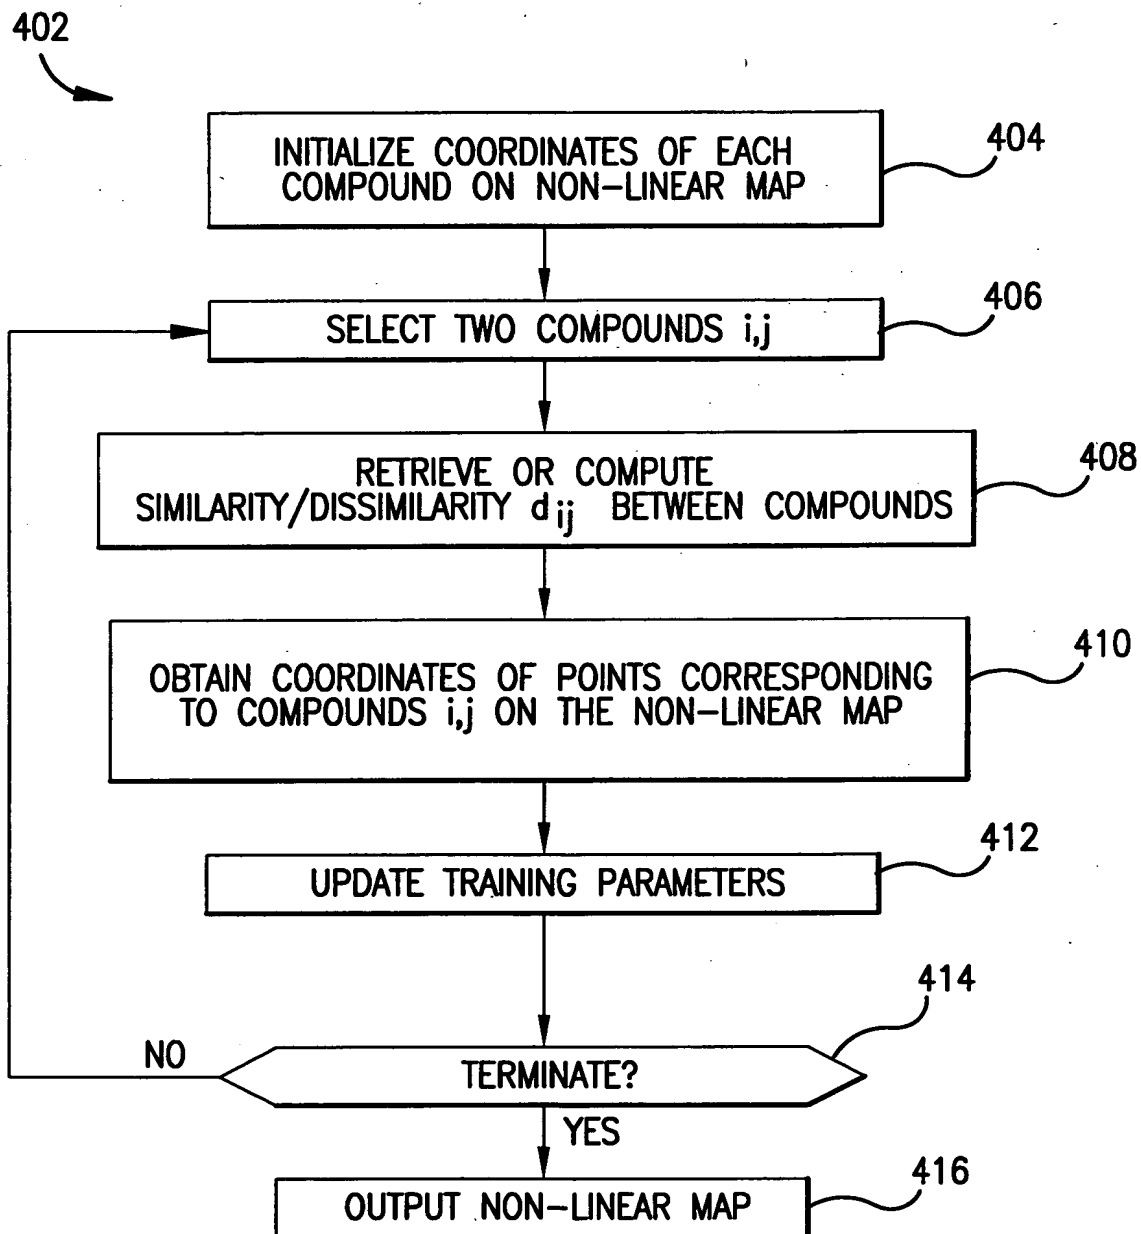 402
INITIALIZE COORDINATES OF EACH
COMPOUND ON NON-LINEAR MAP
404
SELECT TWO COMPOUNDS i,j
406
RETRIEVE OR COMPUTE
SIMILARITY/DISSIMILARITY d ij BETWEEN COMPOUNDS
408
OBTAIN COORDINATES OF POINTS CORRESPONDING
TO COMPOUNDS i,j ON THE NON-LINEAR MAP
410
UPDATE TRAINING PARAMETERS
412
414
NO
TERMINATE?
YES
OUTPUT NON-LINEAR MAP
416